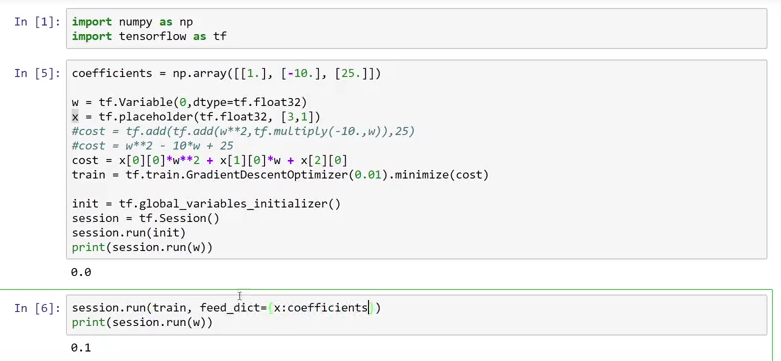 In [1]: import numpy as np
import tensorflow as tf
In [5]: coefficients = np.array([[1.], [-10.], [25.]])
w = tf.Variable(0,dtype=tf.float32)
x = tf.placeholder(tf.float32, [3,1])
#cost = tf.add(tf.add(w**2,tf.multiply(-10.,w)),25)
#cost = w**2 - 10*w + 25
cost = x[0][0]*w**2 + x[1][0]*w + x[2][0]
train = tf.train.GradientDescentOptimizer(0.01).minimize(cost)
init = tf.global_variables_initializer()
session = tf.Session()
session.run(init)
print(session.run(w))
0.0
In [6]: session.run(train, feed_dict={x:coefficients})
print(session.run(w))
0.1